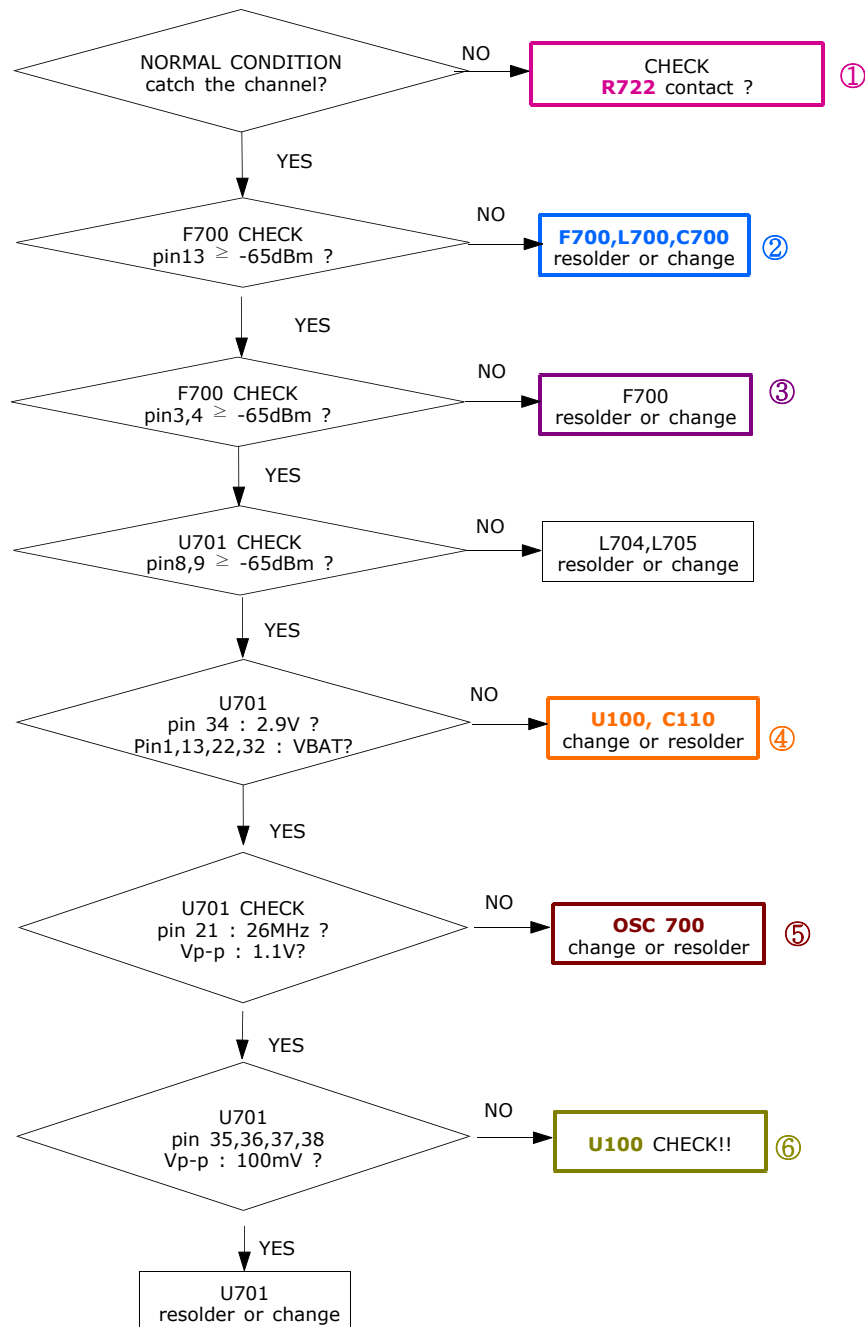 NORMAL CONDITION
catch the channel?
NO
CHECK
R722 contact ?
①
YES
F700 CHECK
pin13 ≥ -65dBm ?
NO
F700,L700,C700
resolder or change
②
YES
F700 CHECK
pin3,4 ≥ -65dBm ?
NO
F700
resolder or change
③
YES
U701 CHECK
pin8,9 ≥ -65dBm ?
NO
L704,L705
resolder or change
YES
U701
pin 34 : 2.9V ?
Pin1,13,22,32 : VBAT?
NO
U100, C110
change or resolder
④
YES
U701 CHECK
pin 21 : 26MHz ?
Vp-p : 1.1V?
NO
OSC 700
change or resolder
⑤
YES
U701
pin 35,36,37,38
Vp-p : 100mV ?
NO
U100 CHECK!!
⑥
YES
U701
resolder or change